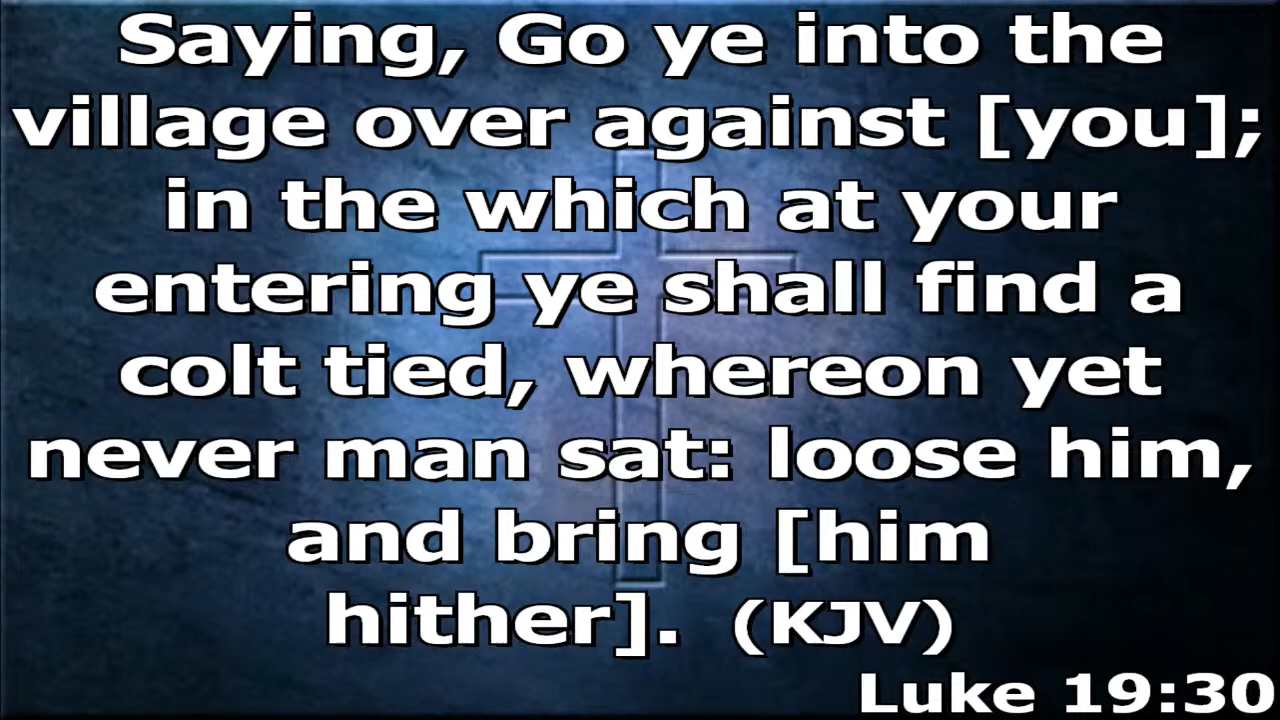 Saying, Go ye into the
village over against [you];
in the which at your
entering ye shall find a
colt tied, whereon yet
never man sat: loose him,
and bring [him
hither]. (KJV)
Luke 19:30